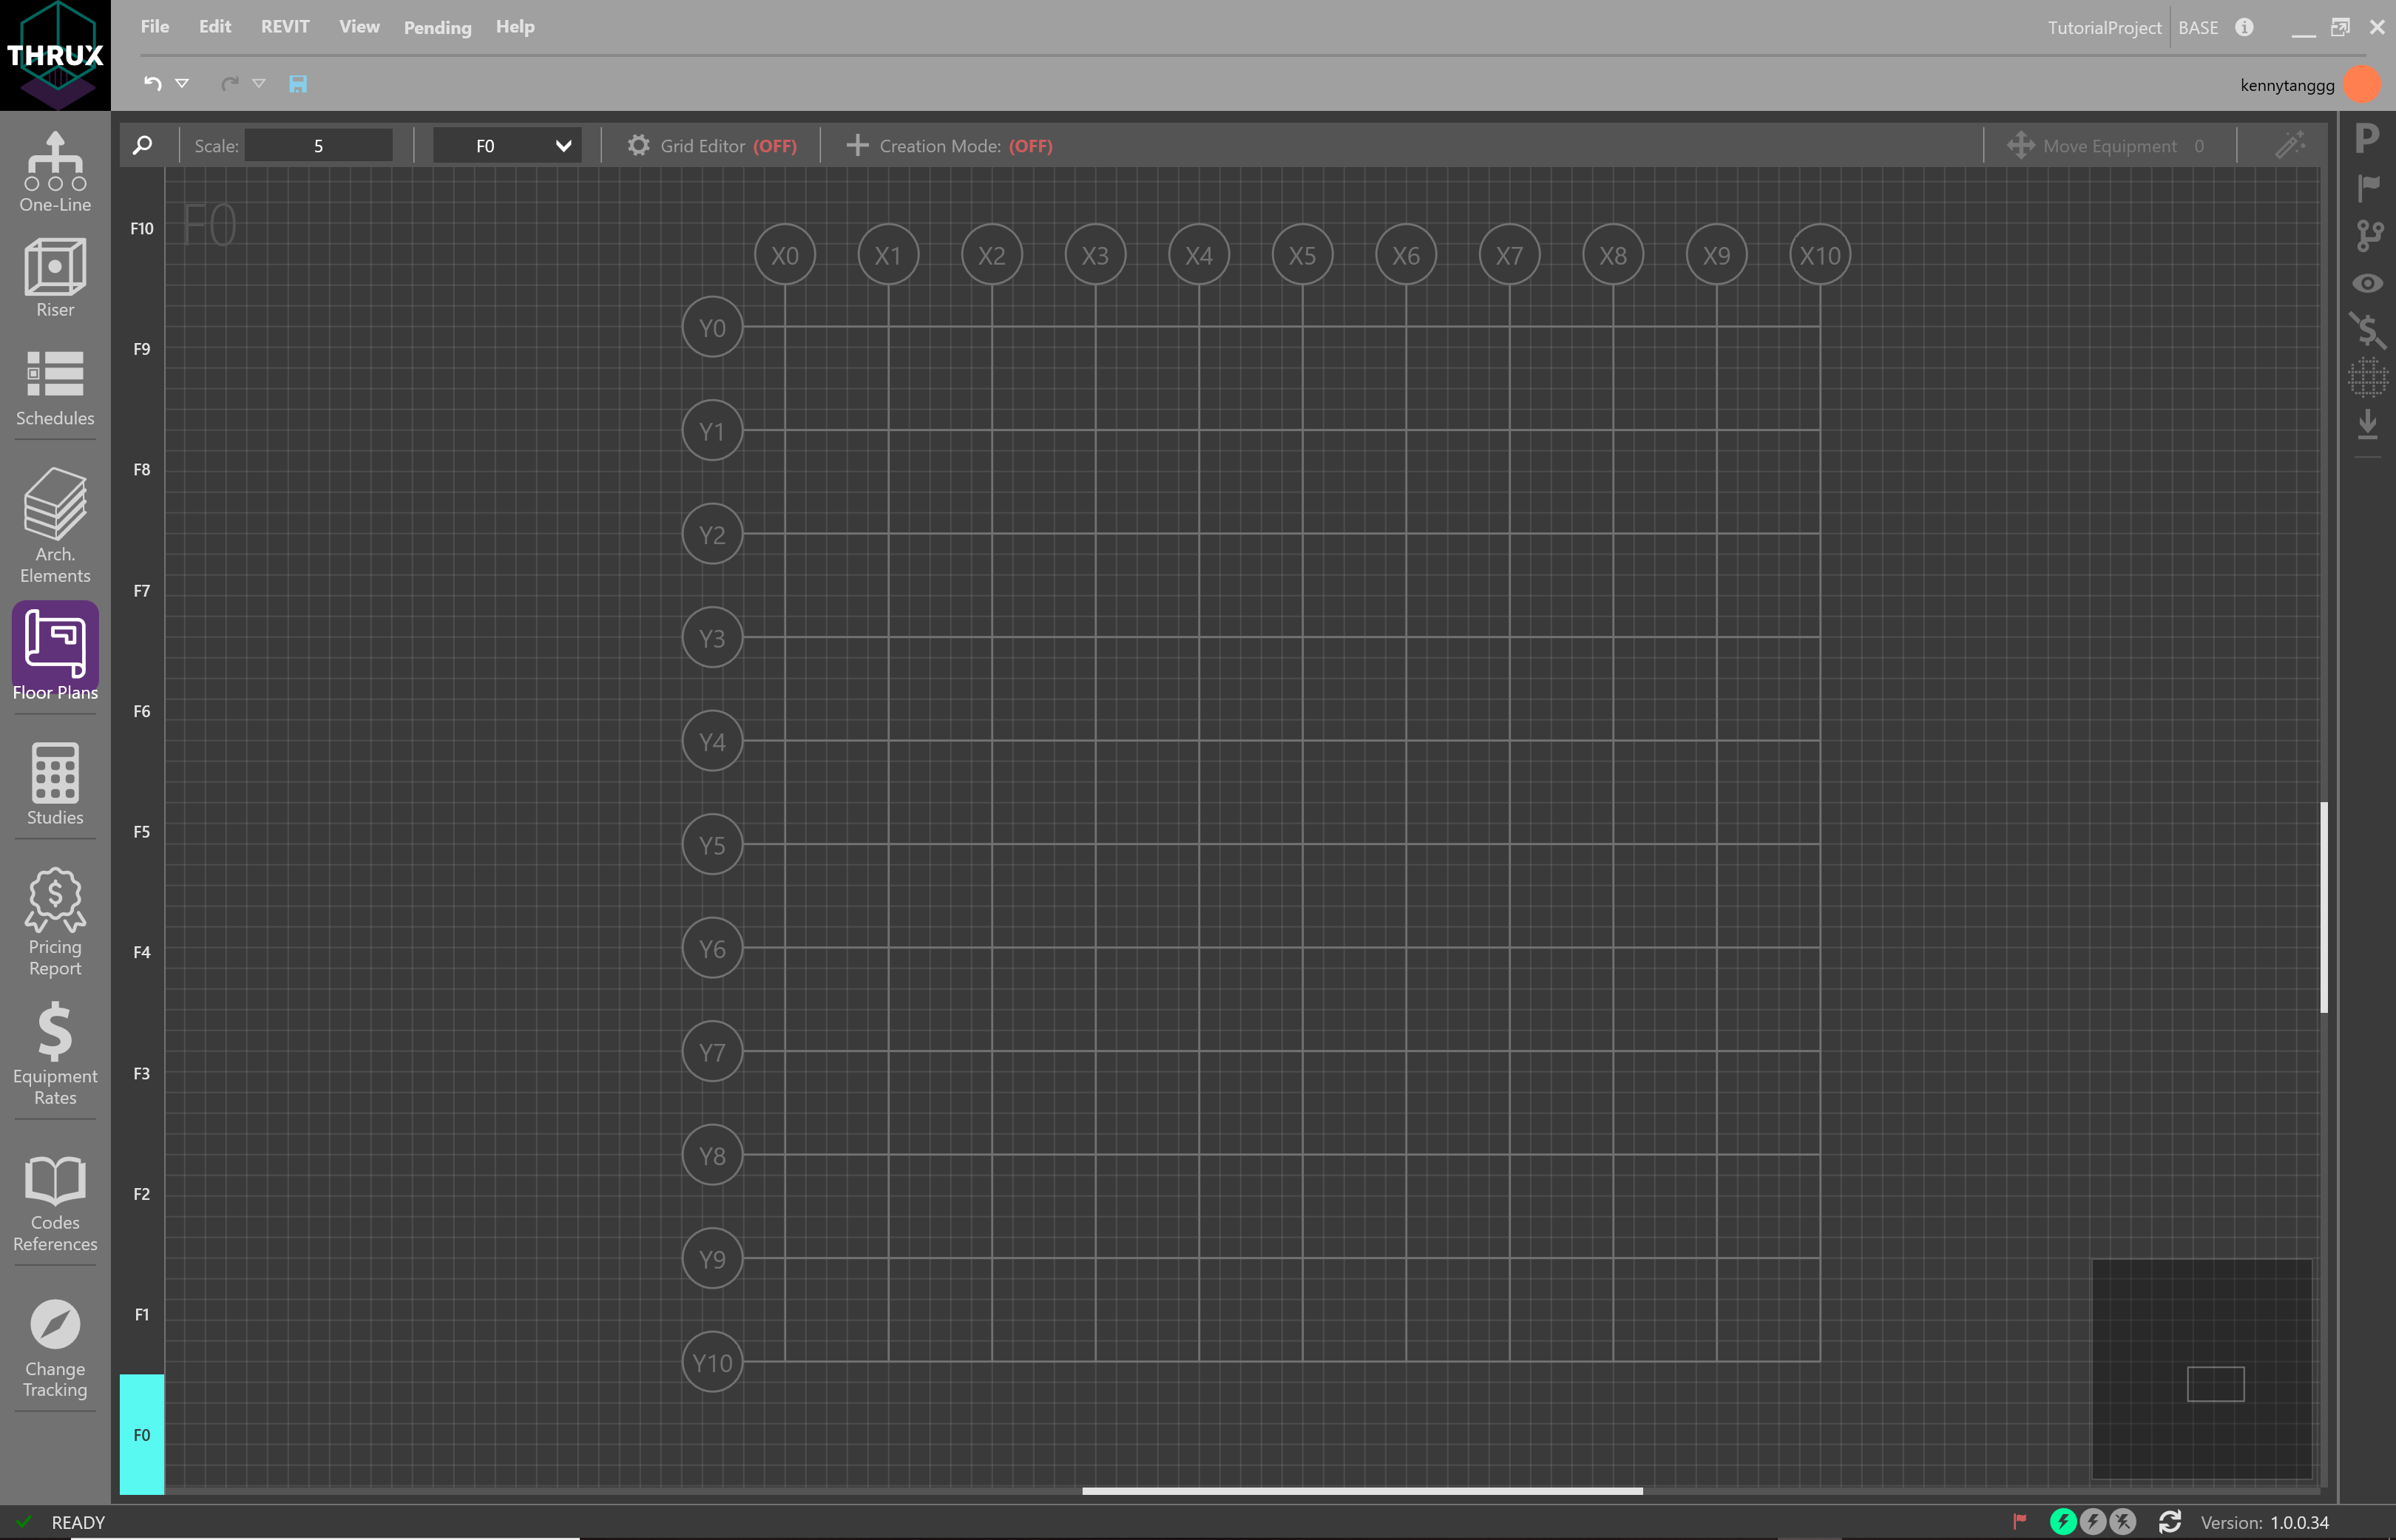 THRUX
File Edit REVIT View Pending Help
TutorialProject BASE
kennytanggg
Scale: 5 F0 Grid Editor (OFF) Creation Mode: (OFF) Move Equipment 0
One-Line
Riser
Schedules
Arch.
Elements
Floor Plans
Studies
Pricing
Report
Equipment
Rates
Codes
References
Change
Tracking
F10
F9
F8
F7
F6
F5
F4
F3
F2
F1
F0
F0
X0 X1 X2 X3 X4 X5 X6 X7 X8 X9 X10
Y0
Y1
Y2
Y3
Y4
Y5
Y6
Y7
Y8
Y9
Y10
P
READY
Version: 1.0.0.34